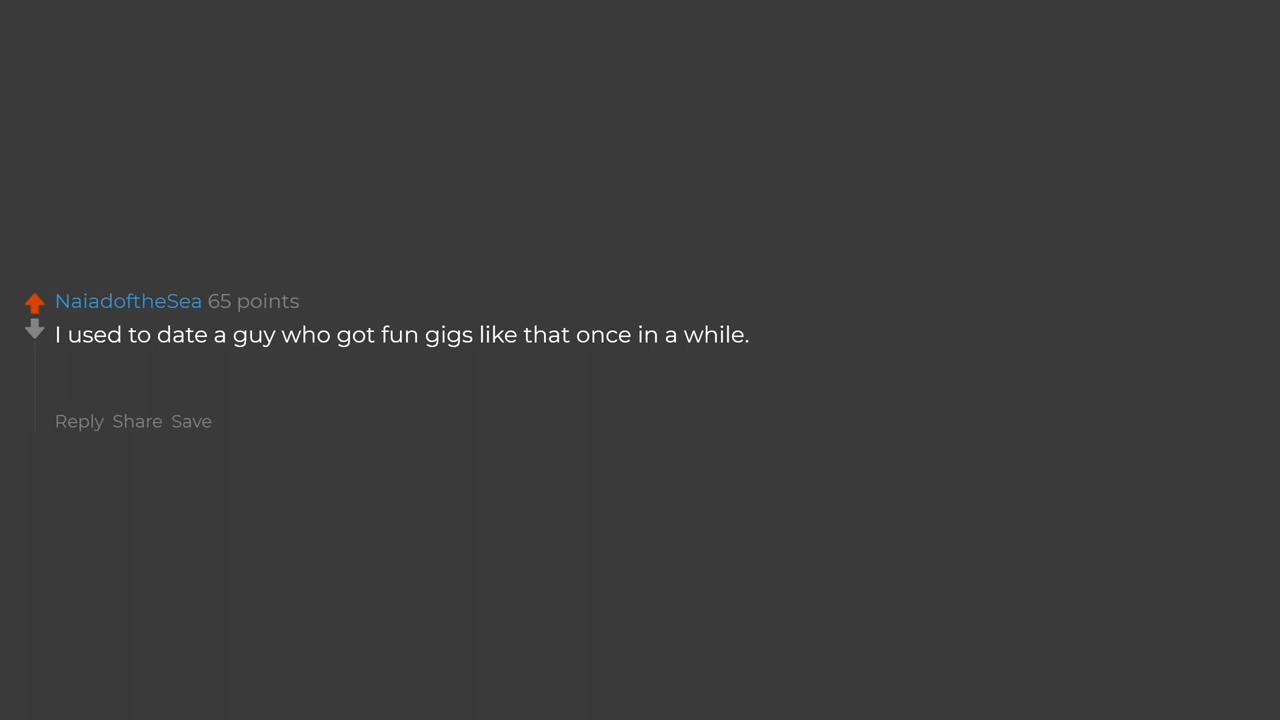 NaiadoftheSea 65 points
I used to date a guy who got fun gigs like that once in a while.
Reply Share Save